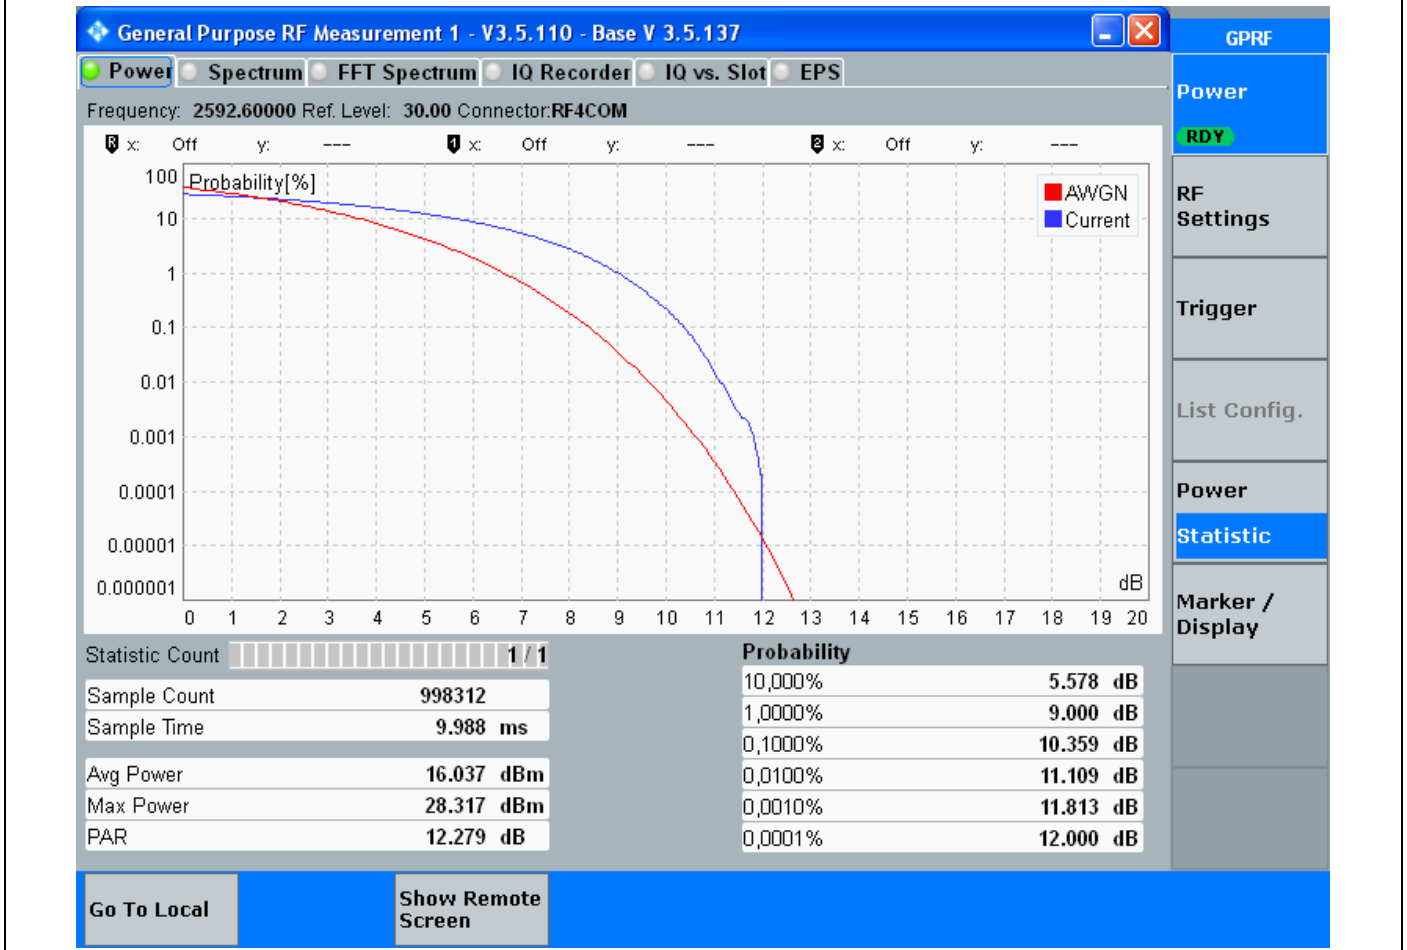 General Purpose RF Measurement 1 - V3.5.110 - Base V 3.5.137
GPRF
Power Spectrum FFT Spectrum IQ Recorder IQ vs. Slot EPS
Frequency: 2592.60000 Ref. Level: 30.00 Connector:RF4COM
R x: Off y: --- 1 x: Off y: --- 2 x: Off y: ---
Probability[%]
AWGN
Current
100
10
1
0.1
0.01
0.001
0.0001
0.00001
0.000001
dB
0 1 2 3 4 5 6 7 8 9 10 11 12 13 14 15 16 17 18 19 20
Statistic Count 1 / 1
Sample Count 998312
Sample Time 9.988 ms
Avg Power 16.037 dBm
Max Power 28.317 dBm
PAR 12.279 dB
Probability
10,000% 5.578 dB
1,0000% 9.000 dB
0,1000% 10.359 dB
0,0100% 11.109 dB
0,0010% 11.813 dB
0,0001% 12.000 dB
Power
RDY
RF
Settings
Trigger
List Config.
Power
Statistic
Marker /
Display
Go To Local
Show Remote
Screen